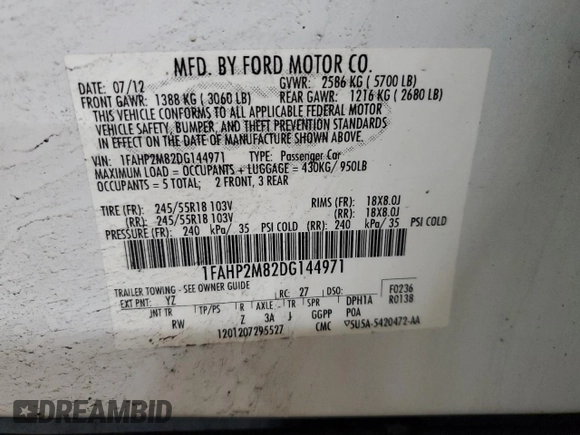 MFD. BY FORD MOTOR CO.
DATE: 07/12 GVWR: 2586 KG ( 5700 LB)
FRONT GAWR: 1388 KG ( 3060 LB) REAR GAWR: 1216 KG ( 2680 LB)
THIS VEHICLE CONFORMS TO ALL APPLICABLE FEDERAL MOTOR
VEHICLE SAFETY, BUMPER, AND THEFT PREVENTION STANDARDS
IN EFFECT ON THE DATE OF MANUFACTURE SHOWN ABOVE.
VIN: 1FAHP2M82DG144971 TYPE: Passenger Car
MAXIMUM LOAD = OCCUPANTS + LUGGAGE = 430KG/ 950LB
OCCUPANTS = 5 TOTAL; 2 FRONT, 3 REAR
TIRE (FR): 245/55R18 103V RIMS (FR): 18X8.0J
(RR): 245/55R18 103V (RR): 18X8.0J
PRESSURE (FR): 240 kPa/ 35 PSI COLD (RR): 240 kPa/ 35 PSI COLD
1FAHP2M82DG144971
TRAILER TOWING - SEE OWNER GUIDE
EXT PNT: YZ RC: 27 DSO: F0236
INT TR TP/PS R AXLE TR SPR DPH1A R0138
RW Z 3A J GGPP POA
1201207295527 CMC 5U5A-5420472-AA
DREAMBID